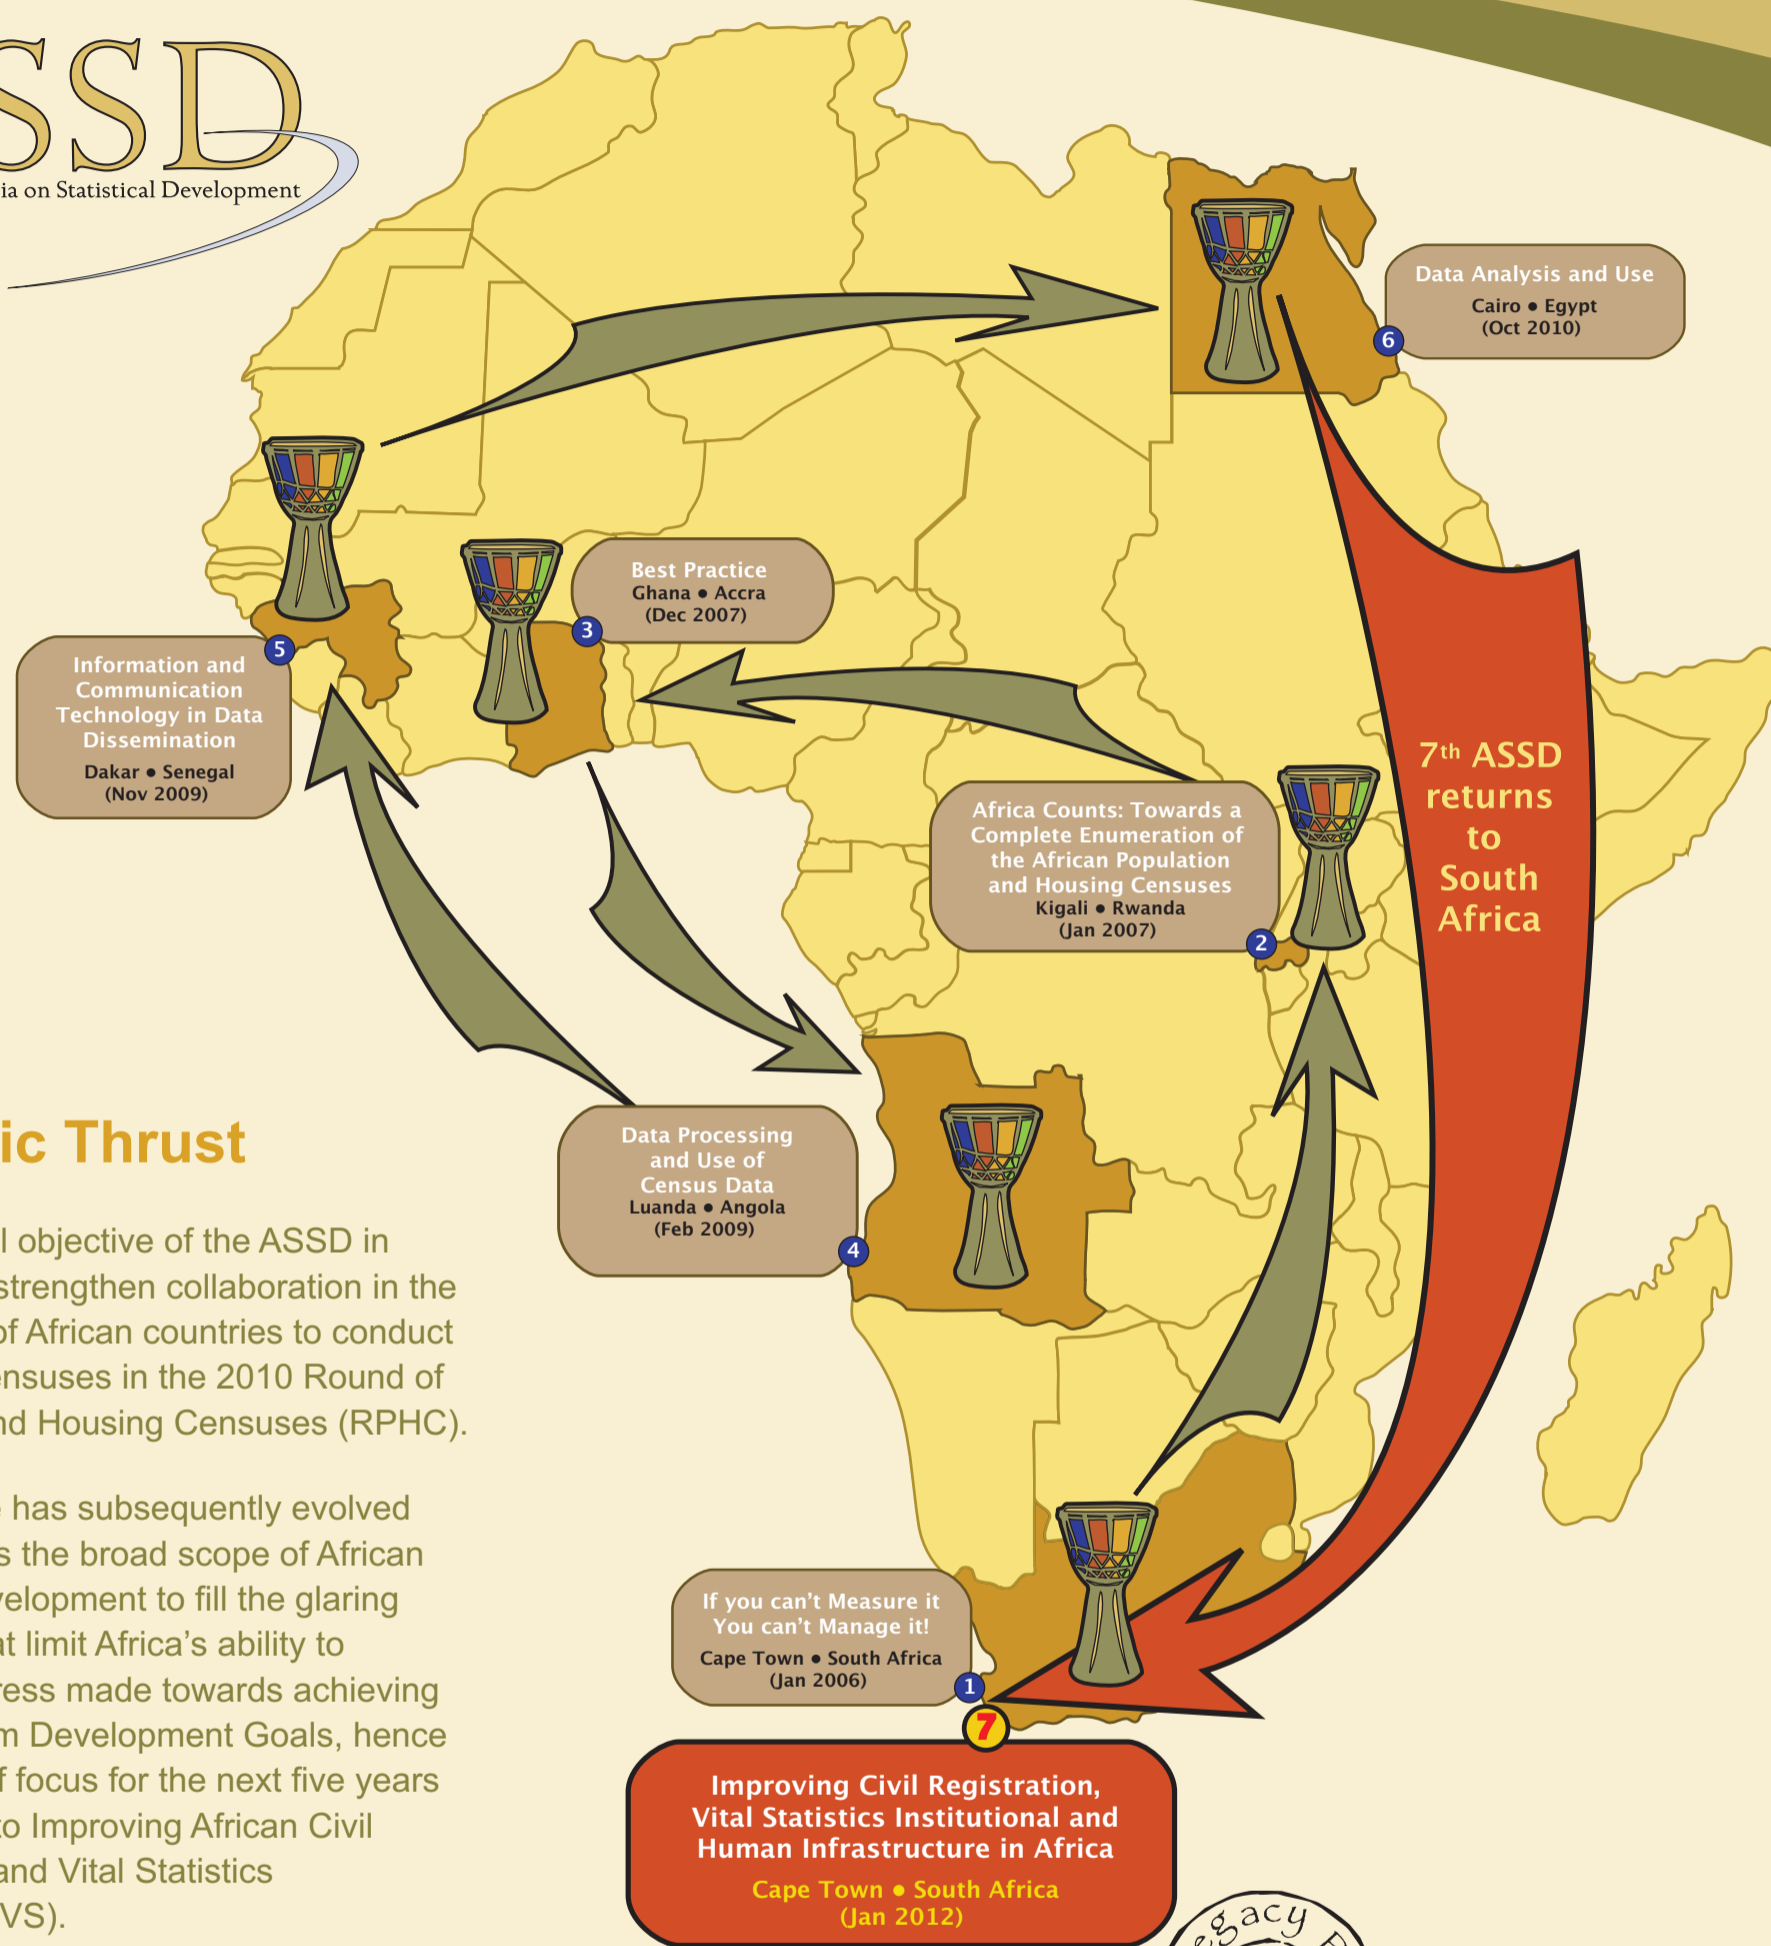 SSD
ia on Statistical Development
Data Analysis and Use
Cairo ● Egypt
(Oct 2010)
6
Best Practice
Ghana ● Accra
(Dec 2007)
3
5
Information and
Communication
Technology in Data
Dissemination
Dakar ● Senegal
(Nov 2009)
7th ASSD
returns
to
South
Africa
Africa Counts: Towards a
Complete Enumeration of
the African Population
and Housing Censuses
Kigali ● Rwanda
(Jan 2007)
2
Data Processing
and Use of
Census Data
Luanda ● Angola
(Feb 2009)
4
ic Thrust
l objective of the ASSD in
strengthen collaboration in the
of African countries to conduct
ensuses in the 2010 Round of
nd Housing Censuses (RPHC).
e has subsequently evolved
s the broad scope of African
velopment to fill the glaring
at limit Africa's ability to
ress made towards achieving
m Development Goals, hence
f focus for the next five years
to Improving African Civil
and Vital Statistics
VS).
If you can't Measure it
You can't Manage it!
Cape Town ● South Africa
(Jan 2006)
1
7
Improving Civil Registration,
Vital Statistics Institutional and
Human Infrastructure in Africa
Cape Town ● South Africa
(Jan 2012)
egacy